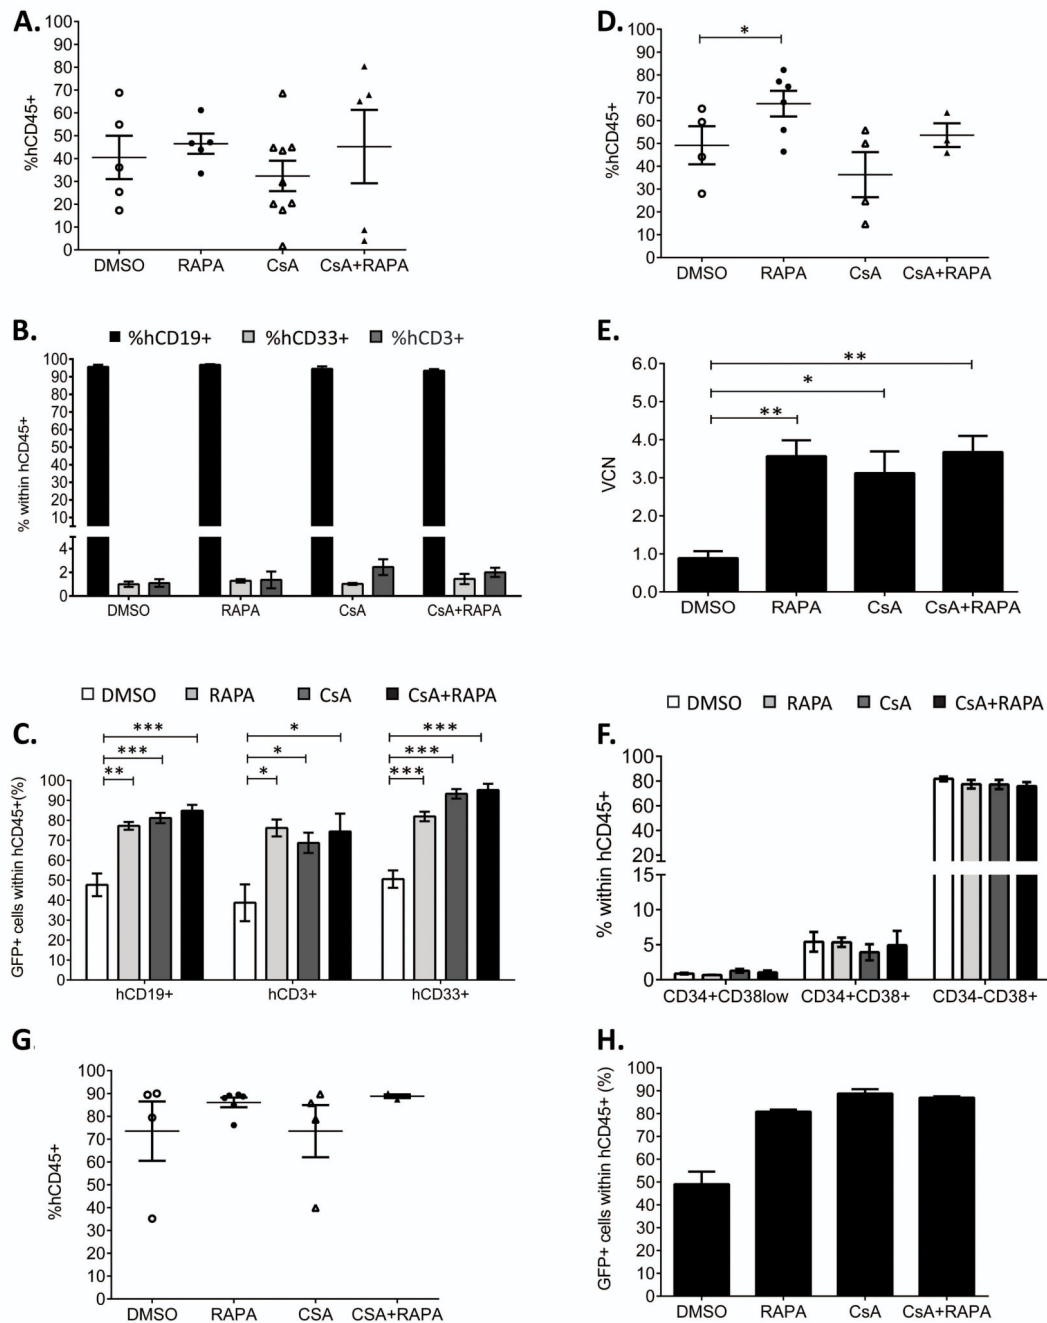 A.
%hCD45+
100
90
80
70
60
50
40
30
20
10
0
DMSO RAPA CsA CsA+RAPA
D.
*
%hCD45+
100
90
80
70
60
50
40
30
20
10
0
DMSO RAPA CsA CsA+RAPA
B.
%hCD19+ %hCD33+ %hCD3+
% within hCD45+
100
90
80
70
60
50
40
30
20
10
4
2
0
DMSO RAPA CsA CsA+RAPA
E.
**
*
**
VCN
6.0
5.0
4.0
3.0
2.0
1.0
0.0
DMSO RAPA CsA CsA+RAPA
DMSO RAPA CsA CsA+RAPA
C.
*** * ***
*** * ***
** * ***
GFP+ cells within hCD45+(%)
100
90
80
70
60
50
40
30
20
10
0
hCD19+ hCD3+ hCD33+
DMSO RAPA CsA CsA+RAPA
F.
% within hCD45+
100
80
60
40
20
15
10
5
0
CD34+CD38low CD34+CD38+ CD34-CD38+
G.
%hCD45+
100
90
80
70
60
50
40
30
20
10
0
DMSO RAPA CSA CSA+RAPA
H.
GFP+ cells within hCD45+ (%)
100
90
80
70
60
50
40
30
20
10
0
DMSO RAPA CsA CsA+RAPA